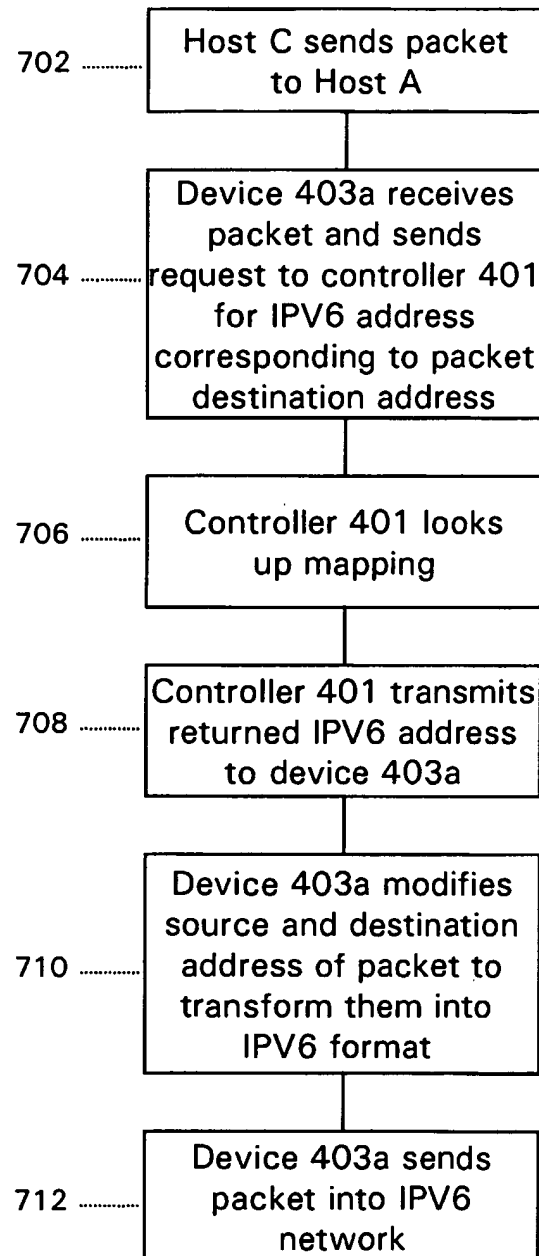 Host C sends packet
702
to Host A
Device 403a receives
packet and sends
704
request to controller 401
for IPV6 address
corresponding to packet
destination address
706
Controller 401 looks
up mapping
Controller 401 transmits
708
returned IPV6 address
to device 403a
Device 403a modifies
source and destination
710
address of packet to
transform them into
IPV6 format
Device 403a sends
712
packet into IPV6
network